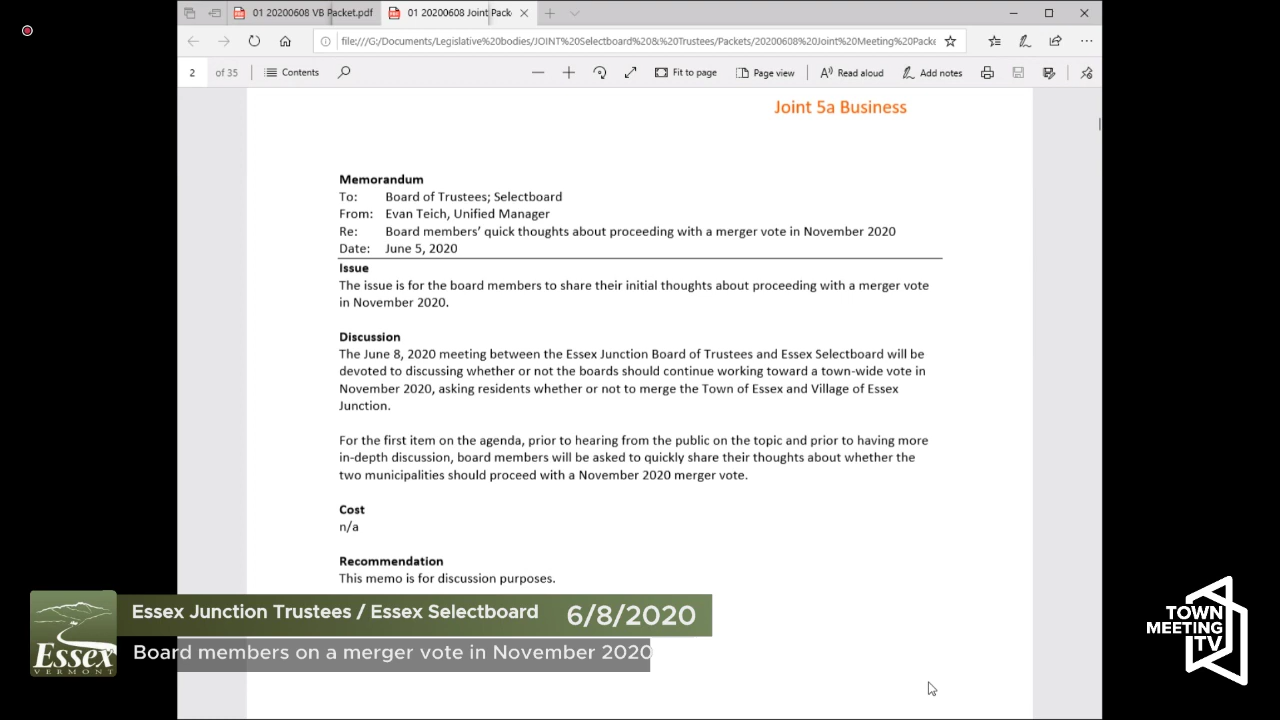 01 20200608 VB Packet.pdf
01 20200608 Joint Pack
file:///G:/Documents/Legislative%20bodies/JOINT%20Selectboard%20&%20Trustees/Packets/20200608%20Joint%20Meeting%20Packe
2 of 35
Contents
Fit to page
Page view
Read aloud
Add notes
Joint 5a Business
Memorandum
To: Board of Trustees; Selectboard
From: Evan Teich, Unified Manager
Re: Board members' quick thoughts about proceeding with a merger vote in November 2020
Date: June 5, 2020
Issue
The issue is for the board members to share their initial thoughts about proceeding with a merger vote
in November 2020.
Discussion
The June 8, 2020 meeting between the Essex Junction Board of Trustees and Essex Selectboard will be
devoted to discussing whether or not the boards should continue working toward a town-wide vote in
November 2020, asking residents whether or not to merge the Town of Essex and Village of Essex
Junction.
For the first item on the agenda, prior to hearing from the public on the topic and prior to having more
in-depth discussion, board members will be asked to quickly share their thoughts about whether the
two municipalities should proceed with a November 2020 merger vote.
Cost
n/a
Recommendation
This memo is for discussion purposes.
Essex Junction Trustees / Essex Selectboard 6/8/2020
Board members on a merger vote in November 2020
Essex
VERMONT
TOWN
MEETING
TV